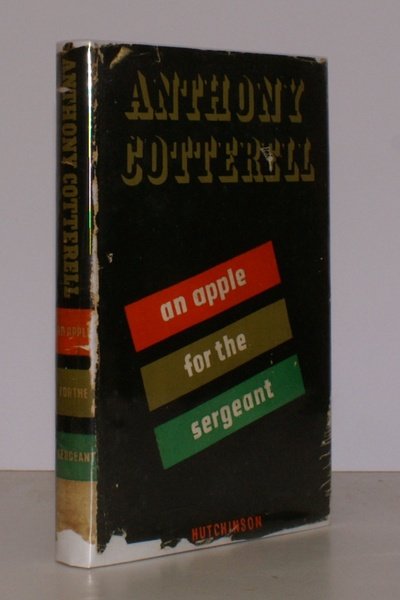 ANTHONY COTTERELL
AN APPLE
FOR THE
SERGEANT
ANTHONY
COTTERELL
an apple
for the
sergeant
HUTCHINSON